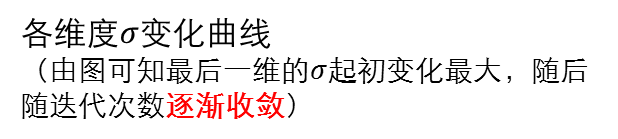 各维度σ变化曲线
（由图可知最后一维的σ起初变化最大，随后
随迭代次数逐渐收敛）